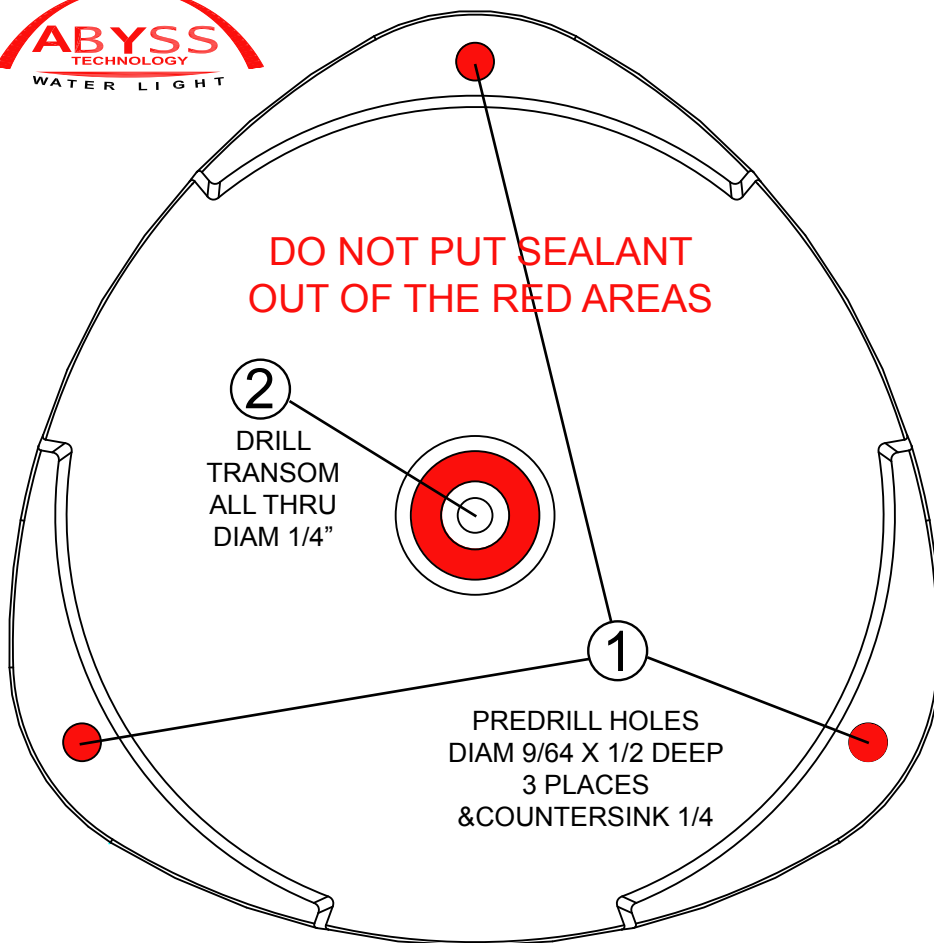 ABYSS
TECHNOLOGY
WATER LIGHT
DO NOT PUT SEALANT
OUT OF THE RED AREAS
2
DRILL
TRANSOM
ALL THRU
DIAM 1/4”
1
PREDRILL HOLES
DIAM 9/64 X 1/2 DEEP
3 PLACES
&COUNTERSINK 1/4